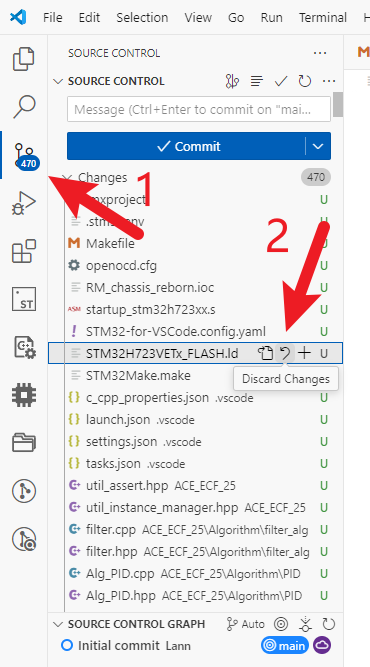 File Edit Selection View Go Run Terminal H
SOURCE CONTROL
SOURCE CONTROL
Message (Ctrl+Enter to commit on "mai...
Commit
470
1
Changes 470
mxproject U
.stm env
2
Makefile U
openocd.cfg U
RM_chassis_reborn.ioc U
ASM startup_stm32h723xx.s U
STM32-for-VSCode.config.yaml U
STM32H723VETx_FLASH.ld U
ST
STM32Make.make
Discard Changes
c_cpp_properties.json .vscode U
launch.json .vscode U
settings.json .vscode U
tasks.json .vscode U
util_assert.hpp ACE_ECF_25 U
util_instance_manager.hpp ACE_ECF_25 U
filter.cpp ACE_ECF_25\Algorithm\filter_alg U
filter.hpp ACE_ECF_25\Algorithm\filter_alg U
Alg_PID.cpp ACE_ECF_25\Algorithm\PID U
Alg_PID.hpp ACE_ECF_25\Algorithm\PID U
SOURCE CONTROL GRAPH Auto
Initial commit Lann main